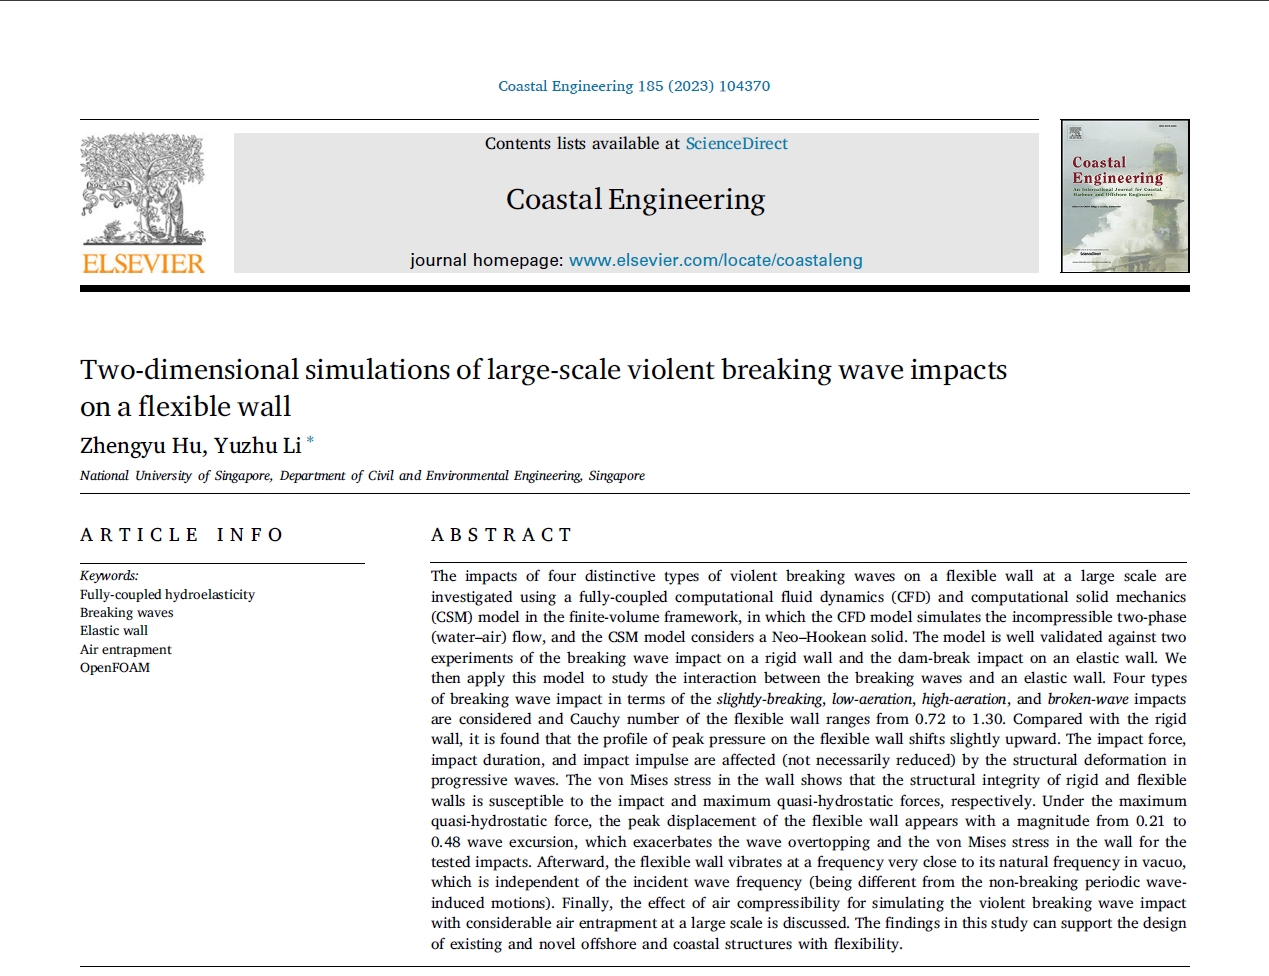 Coastal Engineering 185 (2023) 104370
Contents lists available at ScienceDirect
Coastal Engineering
journal homepage: www.elsevier.com/locate/coastaleng
ELSEVIER
Coastal
Engineering
An International Journal for Coastal,
Harbour and Offshore Engineers
ScienceDirect
Two-dimensional simulations of large-scale violent breaking wave impacts
on a flexible wall
Zhengyu Hu, Yuzhu Li *
National University of Singapore, Department of Civil and Environmental Engineering, Singapore
ARTICLE INFO
Keywords:
Fully-coupled hydroelasticity
Breaking waves
Elastic wall
Air entrapment
OpenFOAM
ABSTRACT
The impacts of four distinctive types of violent breaking waves on a flexible wall at a large scale are
investigated using a fully-coupled computational fluid dynamics (CFD) and computational solid mechanics
(CSM) model in the finite-volume framework, in which the CFD model simulates the incompressible two-phase
(water–air) flow, and the CSM model considers a Neo–Hookean solid. The model is well validated against two
experiments of the breaking wave impact on a rigid wall and the dam-break impact on an elastic wall. We
then apply this model to study the interaction between the breaking waves and an elastic wall. Four types
of breaking wave impact in terms of the slightly-breaking, low-aeration, high-aeration, and broken-wave impacts
are considered and Cauchy number of the flexible wall ranges from 0.72 to 1.30. Compared with the rigid
wall, it is found that the profile of peak pressure on the flexible wall shifts slightly upward. The impact force,
impact duration, and impact impulse are affected (not necessarily reduced) by the structural deformation in
progressive waves. The von Mises stress in the wall shows that the structural integrity of rigid and flexible
walls is susceptible to the impact and maximum quasi-hydrostatic forces, respectively. Under the maximum
quasi-hydrostatic force, the peak displacement of the flexible wall appears with a magnitude from 0.21 to
0.48 wave excursion, which exacerbates the wave overtopping and the von Mises stress in the wall for the
tested impacts. Afterward, the flexible wall vibrates at a frequency very close to its natural frequency in vacuo,
which is independent of the incident wave frequency (being different from the non-breaking periodic wave-
induced motions). Finally, the effect of air compressibility for simulating the violent breaking wave impact
with considerable air entrapment at a large scale is discussed. The findings in this study can support the design
of existing and novel offshore and coastal structures with flexibility.